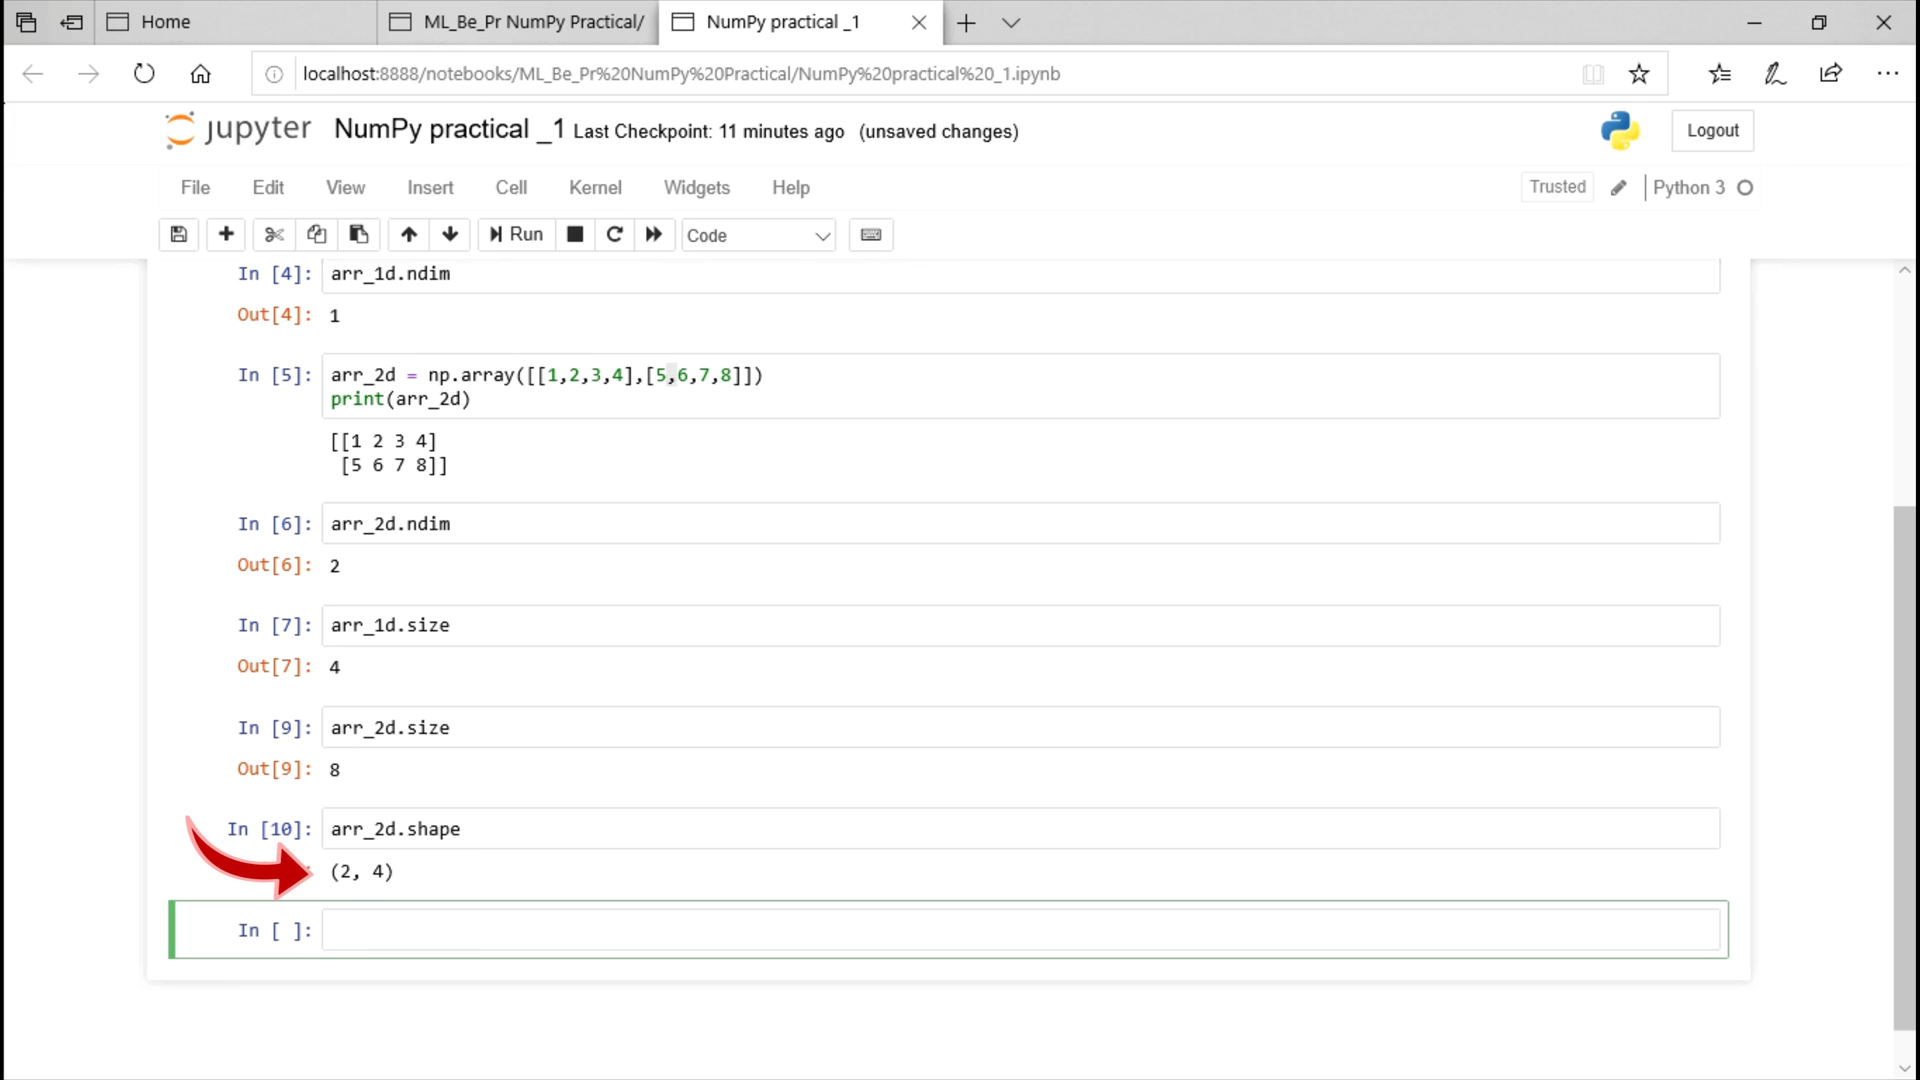 Home
ML_Be_Pr NumPy Practical/
NumPy practical _1
localhost:8888/notebooks/ML_Be_Pr%20NumPy%20Practical/NumPy%20practical%20_1.ipynb
jupyter NumPy practical _1 Last Checkpoint: 11 minutes ago (unsaved changes)
Logout
File Edit View Insert Cell Kernel Widgets Help
Trusted Python 3
Run Code
In [4]: arr_1d.ndim
Out[4]: 1
In [5]: arr_2d = np.array([[1,2,3,4],[5,6,7,8]])
print(arr_2d)
[[1 2 3 4]
[5 6 7 8]]
In [6]: arr_2d.ndim
Out[6]: 2
In [7]: arr_1d.size
Out[7]: 4
In [9]: arr_2d.size
Out[9]: 8
In [10]: arr_2d.shape
(2, 4)
In [ ]: